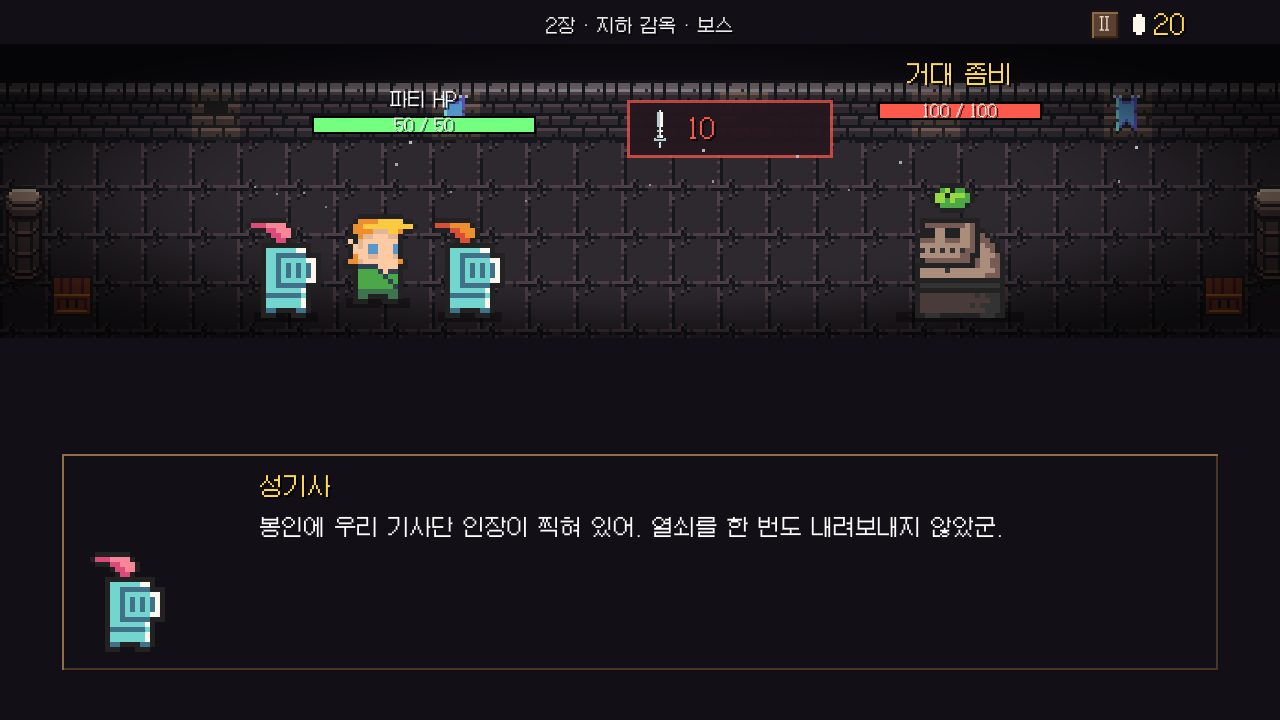 2장 · 지하 감옥 · 보스
II 20
거대 좀비
파티 HP
50 / 50
100 / 100
10
성기사
봉인에 우리 기사단 인장이 찍혀 있어. 열쇠를 한 번도 내려보내지 않았군.